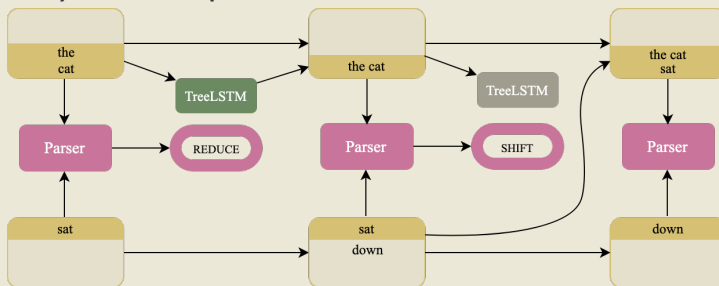 the
cat
the cat
the cat
sat
TreeLSTM
TreeLSTM
Parser
REDUCE
Parser
SHIFT
Parser
sat
sat
down
down